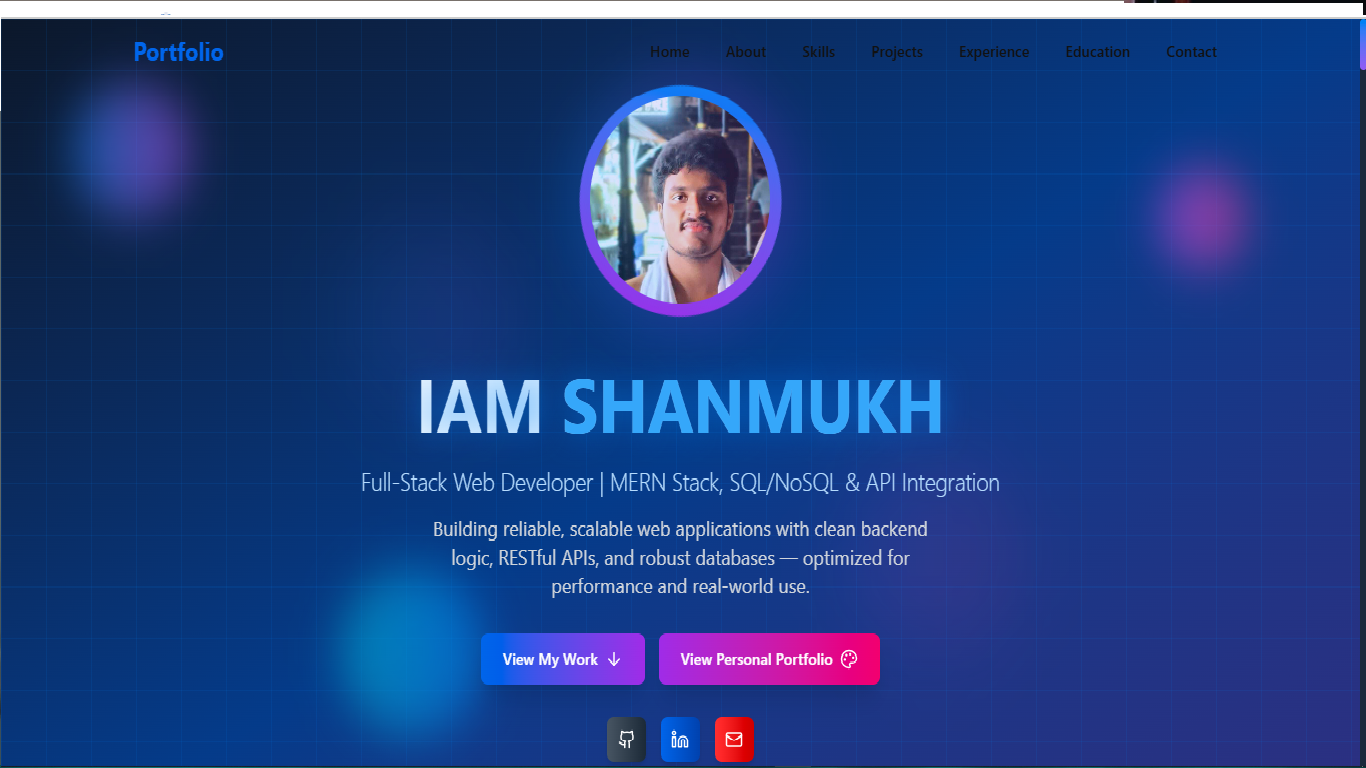 Portfolio
Home About Skills Projects Experience Education Contact
IAM SHANMUKH
Full-Stack Web Developer | MERN Stack, SQL/NoSQL & API Integration
Building reliable, scalable web applications with clean backend
logic, RESTful APIs, and robust databases — optimized for
performance and real-world use.
View My Work
View Personal Portfolio
in